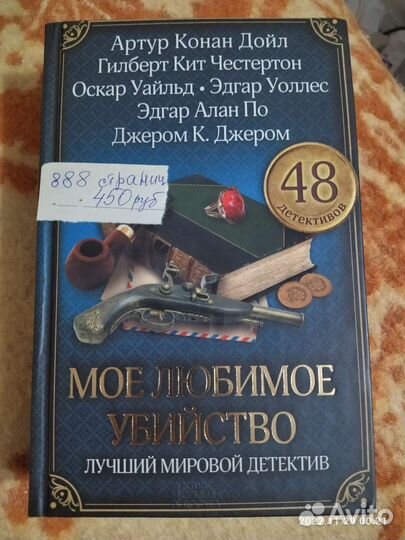 Артур Конан Дойл
Гилберт Кит Честертон
Оскар Уайльд • Эдгар Уоллес
Эдгар Алан По
Джером К. Джером
888 страниц
450 руб
48
детективов
МОЕ ЛЮБИМОЕ
УБИЙСТВО
ЛУЧШИЙ МИРОВОЙ ДЕТЕКТИВ
Avito